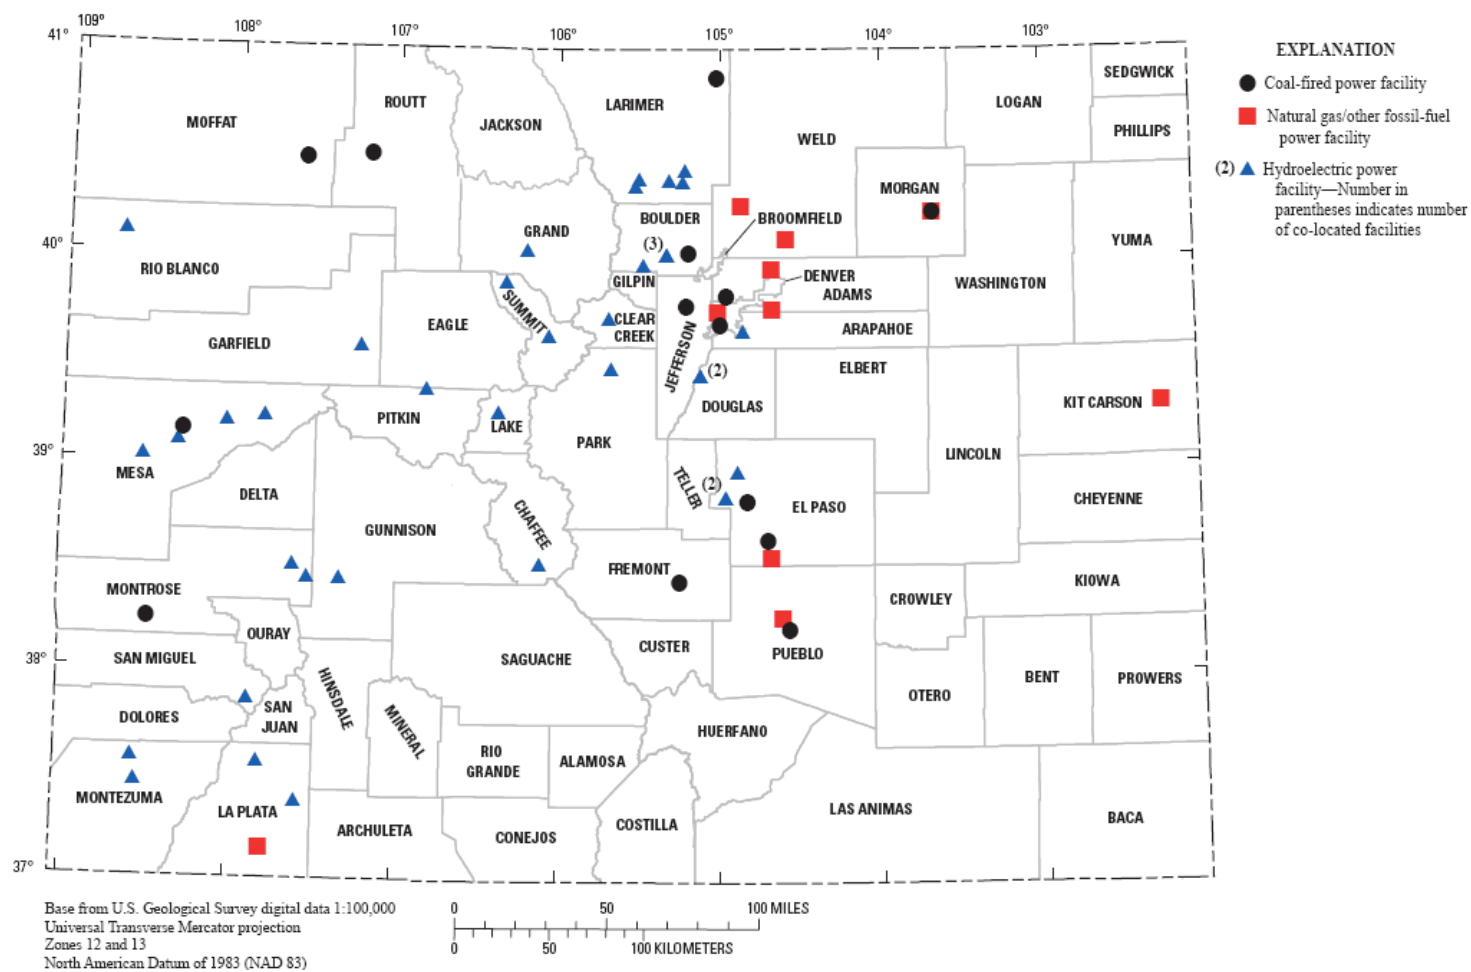 109°
108°
107°
106°
105°
104°
103°
41°
40°
39°
38°
37°
EXPLANATION
Coal-fired power facility
Natural gas/other fossil-fuel
power facility
(2) Hydroelectric power
facility—Number in
parentheses indicates number
of co-located facilities
MOFFAT
ROUTT
JACKSON
LARIMER
WELD
LOGAN
SEDGWICK
PHILLIPS
MORGAN
BOULDER
BROOMFIELD
GRAND
(3)
YUMA
RIO BLANCO
GILPIN
DENVER
ADAMS
WASHINGTON
SUMMIT
EAGLE
CLEAR
CREEK
ARAPAHOE
GARFIELD
JEFFERSON
(2)
ELBERT
DOUGLAS
KIT CARSON
PITKIN
LAKE
PARK
LINCOLN
MESA
DELTA
TELLER
(2)
EL PASO
CHEYENNE
GUNNISON
CHAFFEE
FREMONT
MONTROSE
CROWLEY
KIOWA
OURAY
SAN MIGUEL
SAGUACHE
CUSTER
PUEBLO
BENT
PROWERS
OTERO
DOLORES
SAN
JUAN
HINSDALE
MINERAL
HUERFANO
RIO
GRANDE
ALAMOSA
MONTEZUMA
LA PLATA
ARCHULETA
CONEJOS
COSTILLA
LAS ANIMAS
BACA
Base from U.S. Geological Survey digital data 1:100,000
Universal Transverse Mercator projection
Zones 12 and 13
North American Datum of 1983 (NAD 83)
0 50 100 MILES
0 50 100 KILOMETERS